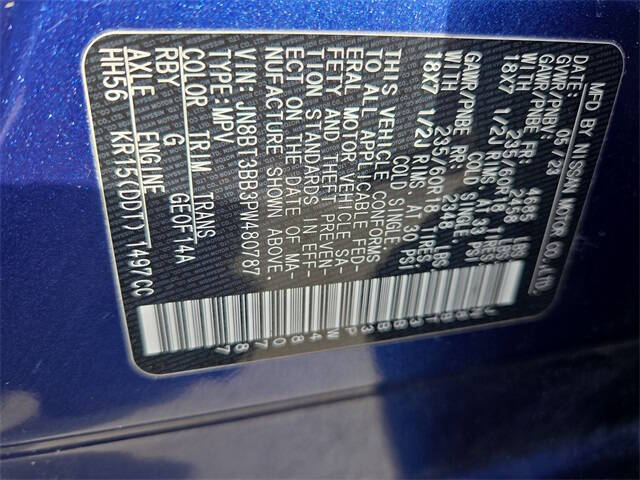 MFD BY NISSAN MOTOR CO.,LTD.
05/23
GVWR/PNBV 4665 LBS
GAWR/PNBE FR. 2458 LBS
WITH 235/60R18 TIRES
18X7 1/2J RIMS AT 33 PSI
COLD SINGLE.
GAWR/PNBE RR. 2348 LBS
WITH 235/60R18 TIRES
18X7 1/2J RIMS AT 30 PSI
COLD SINGLE.
THIS VEHICLE CONFORMS
TO ALL APPLICABLE FED-
ERAL MOTOR VEHICLE SA-
FETY AND THEFT PREVEN-
TION STANDARDS IN EFF-
ECT ON THE DATE OF MA-
NUFACTURE SHOWN ABOVE.
VIN: JN8BT3BB3PW480787
TYPE:MPV
COLOR TRIM TRANS
RBY G GE0F14A
AXLE ENGINE
HH56 KR15(DDT) 1497CC
JN8BT3BB3PW480787